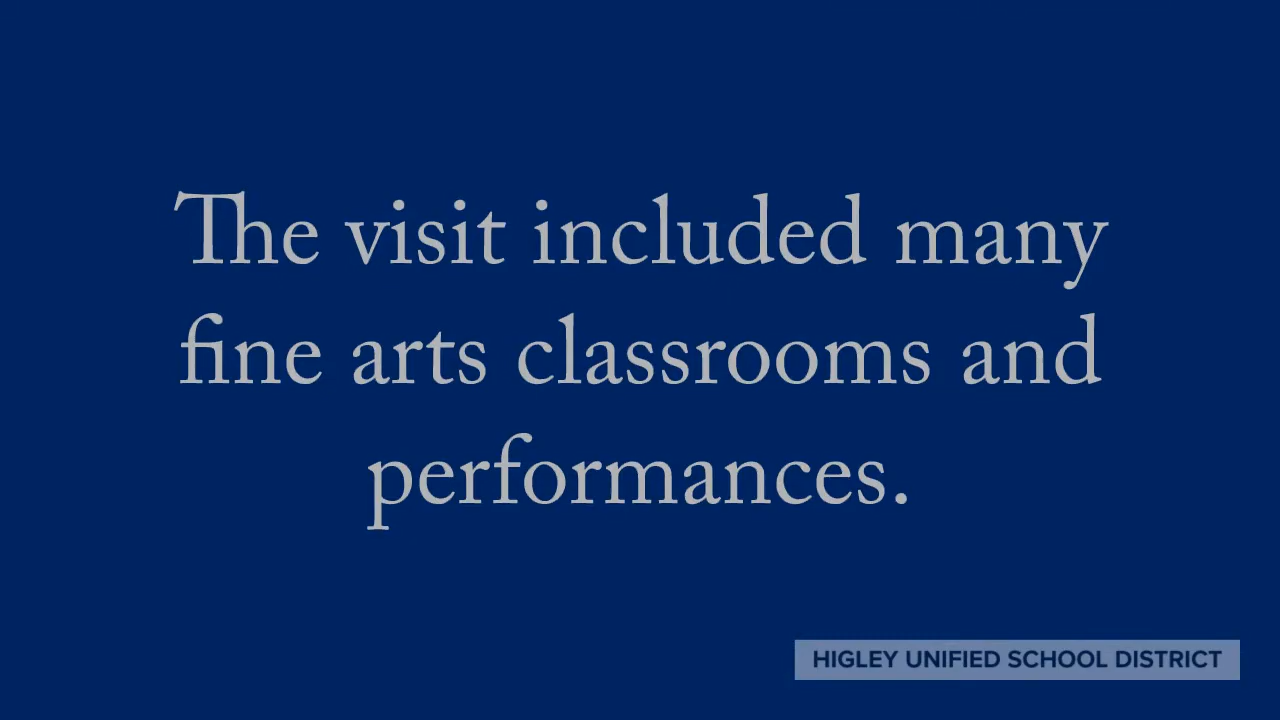 The visit included many
fine arts classrooms and
performances.
HIGLEY UNIFIED SCHOOL DISTRICT